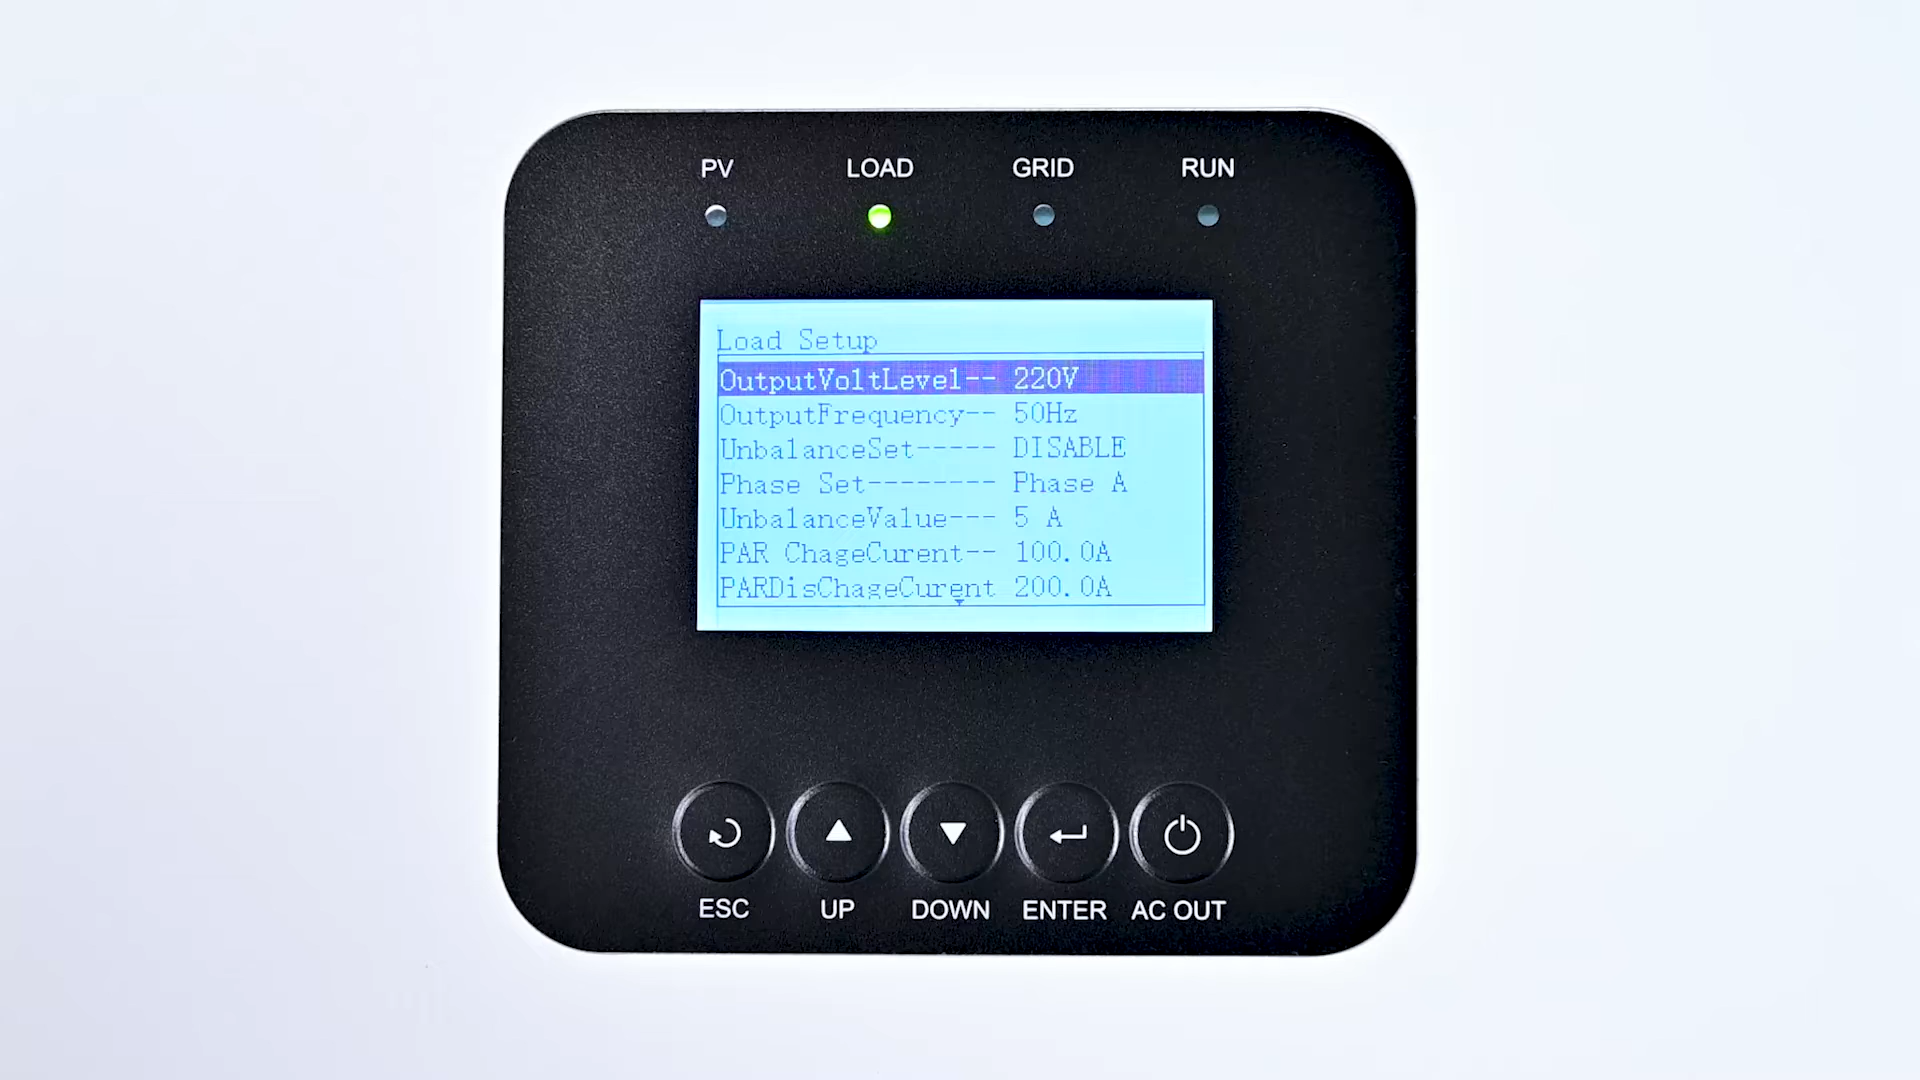 PV LOAD GRID RUN
Load Setup
OutputVoltLevel-- 220V
OutputFrequency-- 50Hz
UnbalanceSet----- DISABLE
Phase Set-------- Phase A
UnbalanceValue--- 5 A
PAR ChageCurent-- 100.0A
PARDisChageCurent 200.0A
ESC UP DOWN ENTER AC OUT